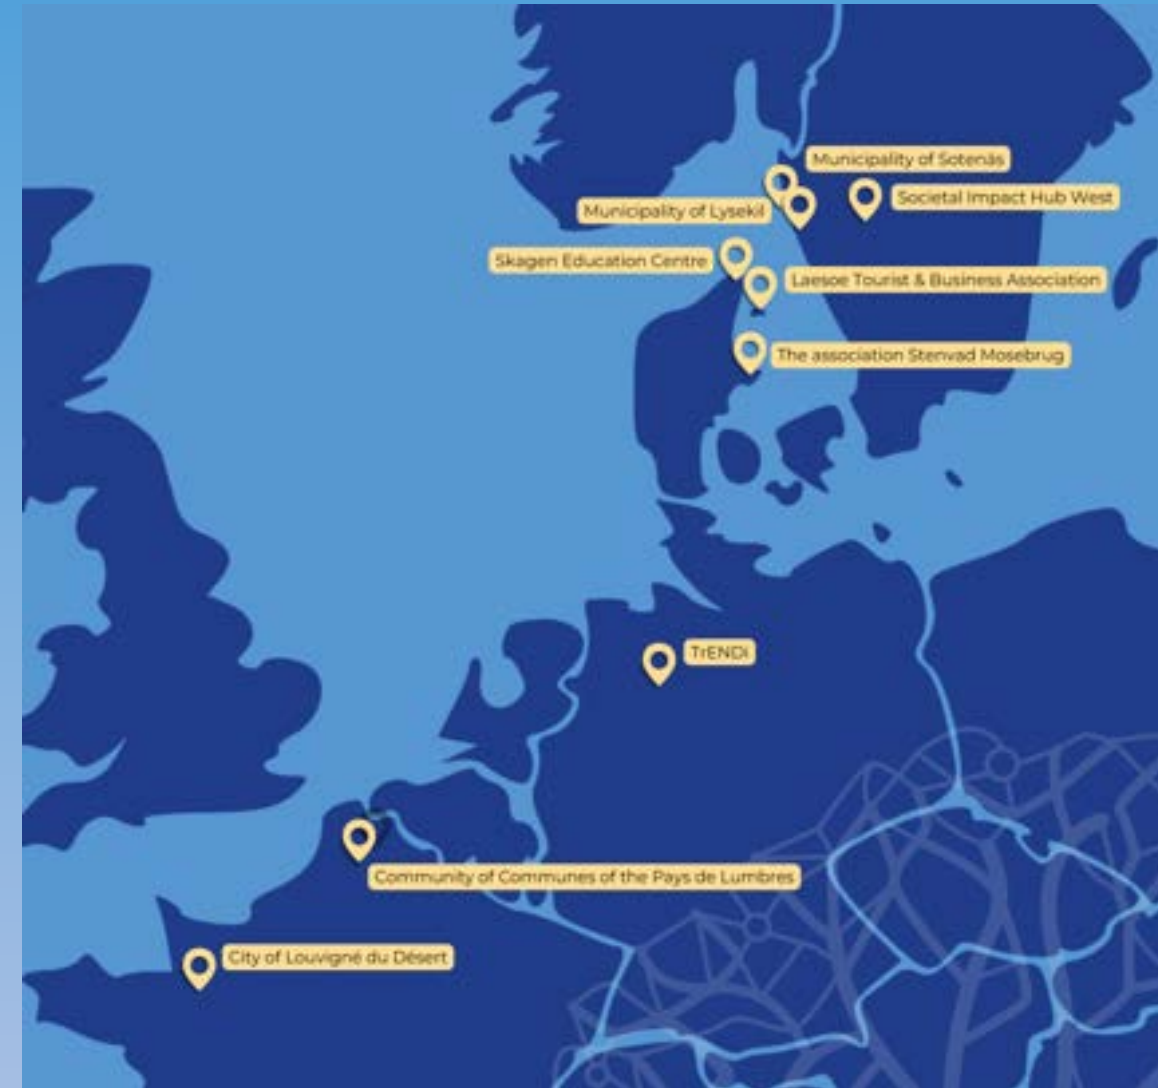 Municipality of Sotenäs
Societal Impact Hub West
Municipality of Lysekil
Skagen Education Centre
Laesoe Tourist & Business Association
The association Stenvad Mosebrug
TrENDi
Community of Communes of the Pays de Lumbres
City of Louvigné du Désert